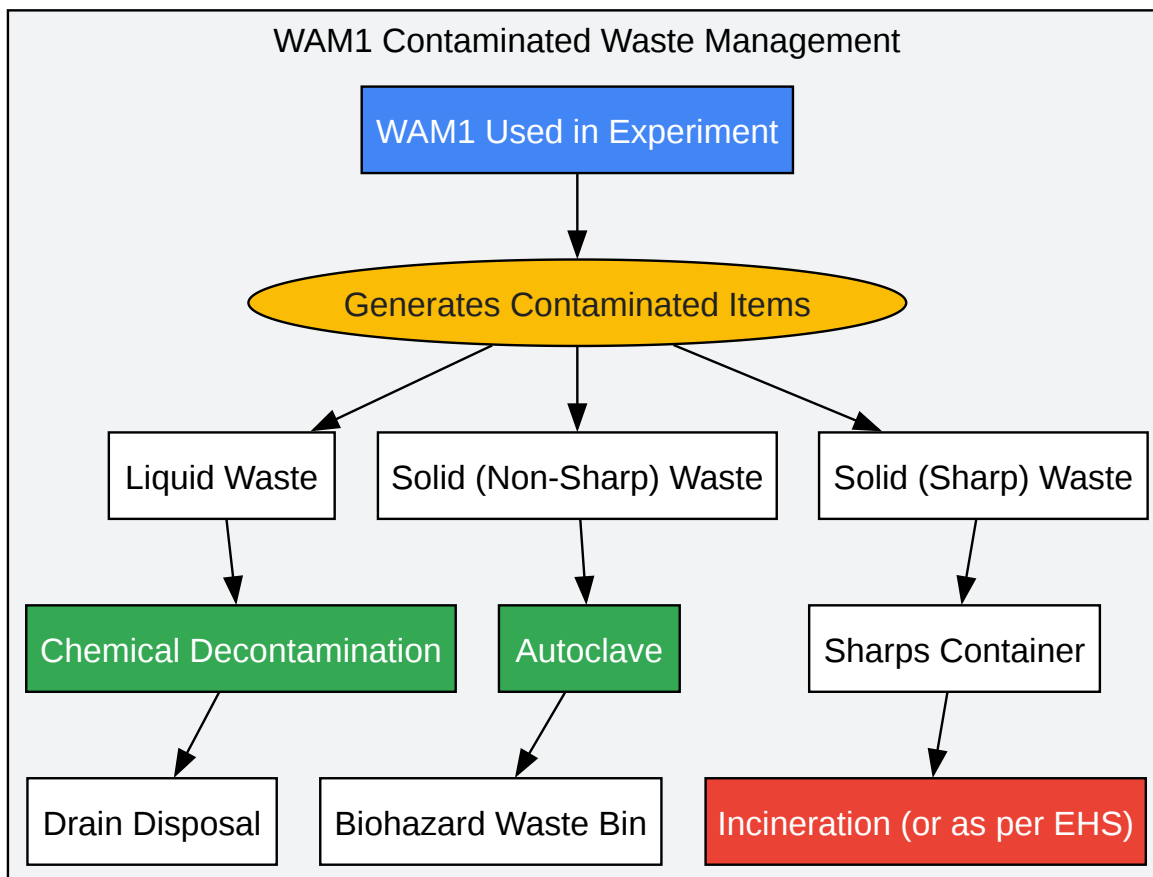 WAM1 Contaminated Waste Management
WAM1 Used in Experiment
Generates Contaminated Items
Liquid Waste
Solid (Non-Sharp) Waste
Solid (Sharp) Waste
Chemical Decontamination
Autoclave
Sharps Container
Drain Disposal
Biohazard Waste Bin
Incineration (or as per EHS)